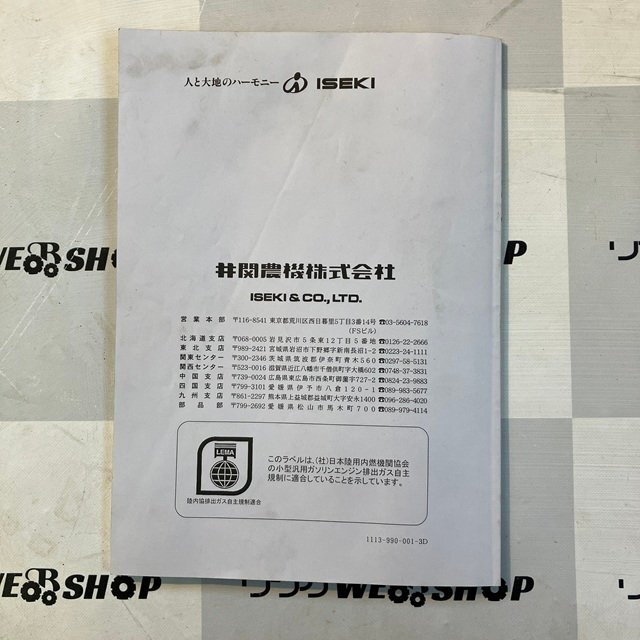 人と大地のハーモニー ISEKI
井関農機株式会社
ISEKI & CO., LTD.
営業本部 〒116-8541 東京都荒川区西日暮里5丁目3番14号 ☎03-5604-7618
(FSビル)
北海道支店 〒068-0005 岩見沢市5条東12丁目5番地 ☎0126-22-2666
東北支店 〒989-2421 宮城県岩沼市下野郷字新南長沼1-2 ☎0223-24-1111
関東センター 〒300-2346 茨城県筑波郡伊奈町青木560 ☎0297-58-5131
関西センター 〒523-0016 滋賀県近江八幡市千僧供町字大橋602 ☎0748-37-3831
中国支店 〒739-0024 広島県東広島市西条町御薗宇727-2 ☎0824-23-9883
四国支店 〒799-3101 愛媛県伊予市八倉120-1 ☎089-983-5677
九州支店 〒861-2297 熊本県上益城郡益城町大字安永1400 ☎096-286-4020
部品部 〒799-2692 愛媛県松山市馬木町700 ☎089-979-4114
LEMA
陸内協排出ガス自主規制適合
このラベルは、(社)日本陸用内燃機関協会
の小型汎用ガソリンエンジン排出ガス自主
規制に適合していることを示しています。
1113-990-001-3D
WEB SHOP
リンク WEB
WEB SHOP
リンク WEB SHOP